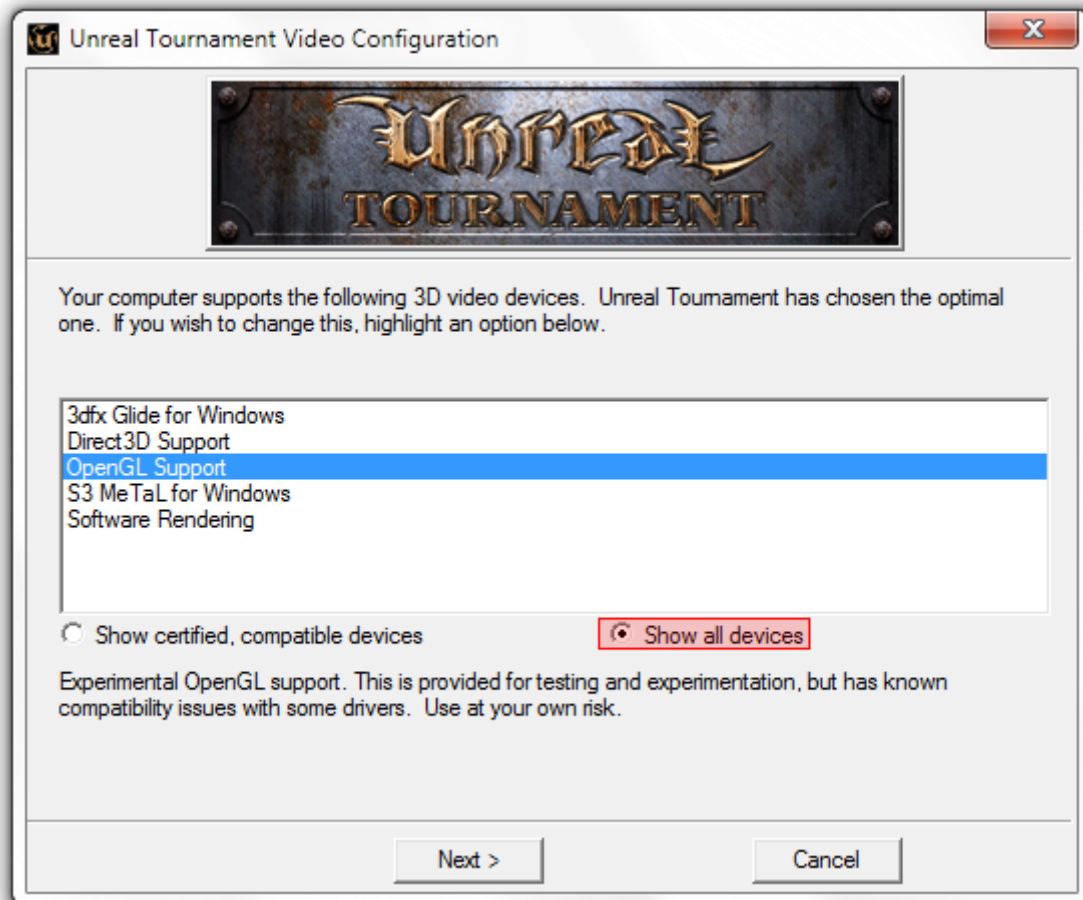 Unreal Tournament Video Configuration
UNREAL
TOURNAMENT
Your computer supports the following 3D video devices.  Unreal Tournament has chosen the optimal
one.  If you wish to change this, highlight an option below.
3dfx Glide for Windows
Direct3D Support
OpenGL Support
S3 MeTaL for Windows
Software Rendering
Show certified, compatible devices
Show all devices
Experimental OpenGL support. This is provided for testing and experimentation, but has known
compatibility issues with some drivers.  Use at your own risk.
Next >
Cancel